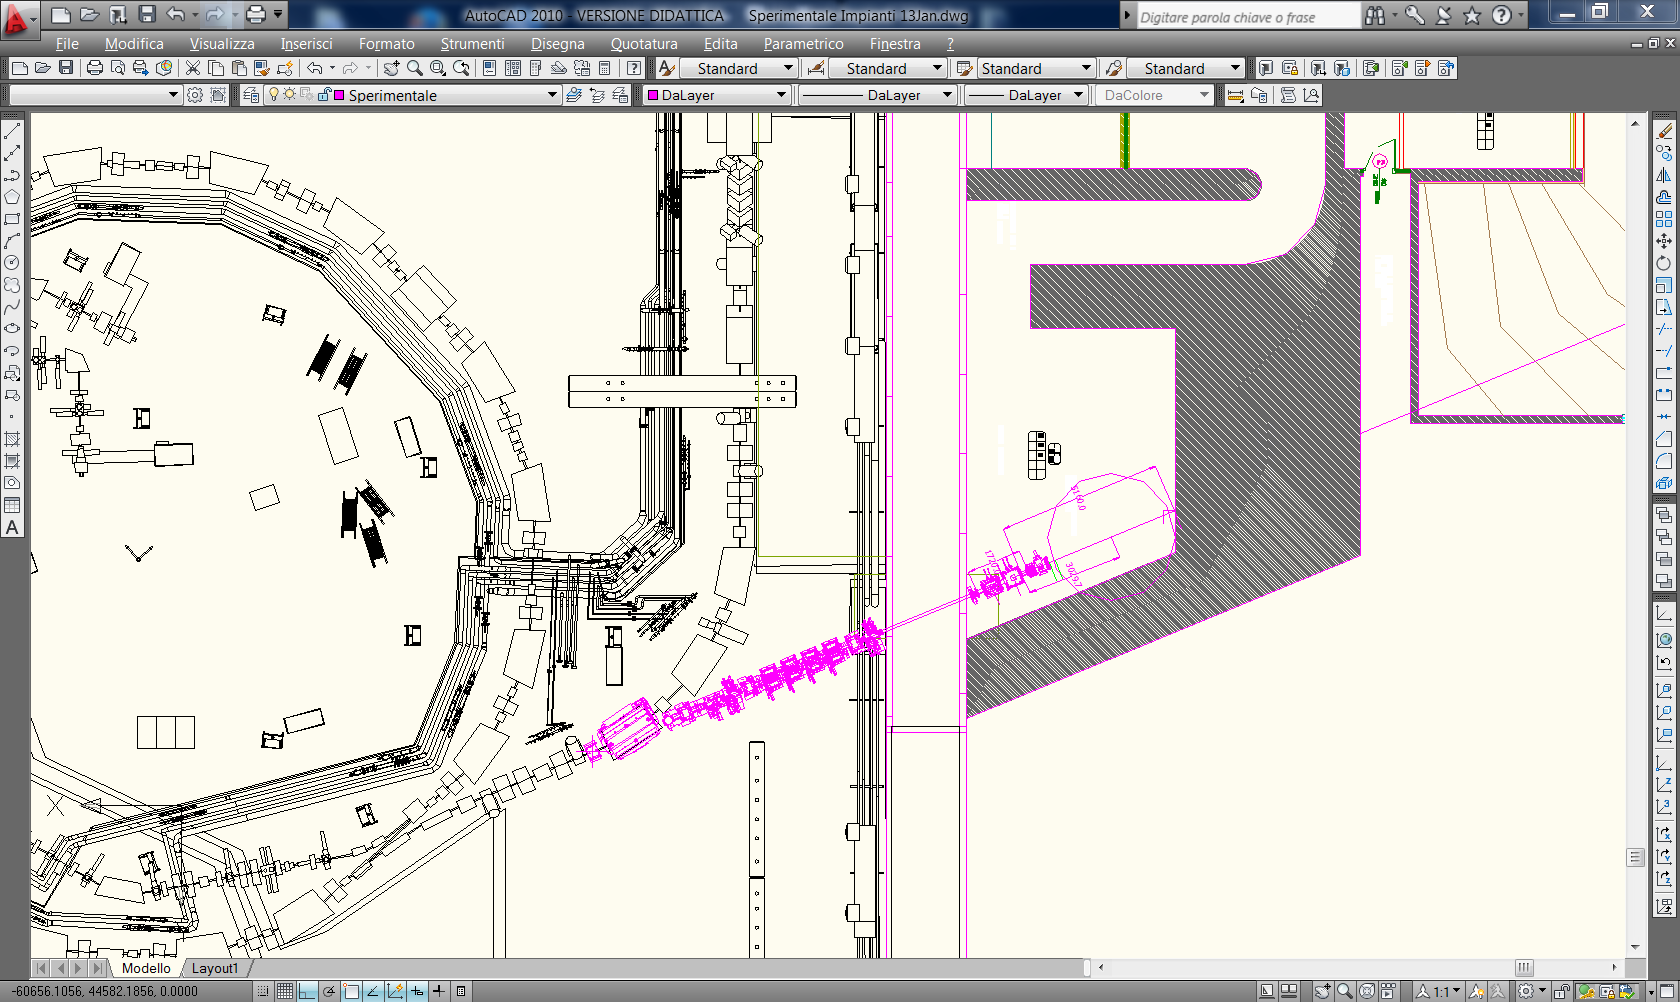 AutoCAD 2010 - VERSIONE DIDATTICA Sperimentale Impianti 13Jan.dwg
Digitare parola chiave o frase
File Modifica Visualizza Inserisci Formato Strumenti Disegna Quotatura Edita Parametrico Finestra ?
Standard Standard Standard Standard
Sperimentale DaLayer DaLayer DaLayer DaColore
X
A
Modello Layout1
-60656.1056, 44582.1856, 0.0000
1:1